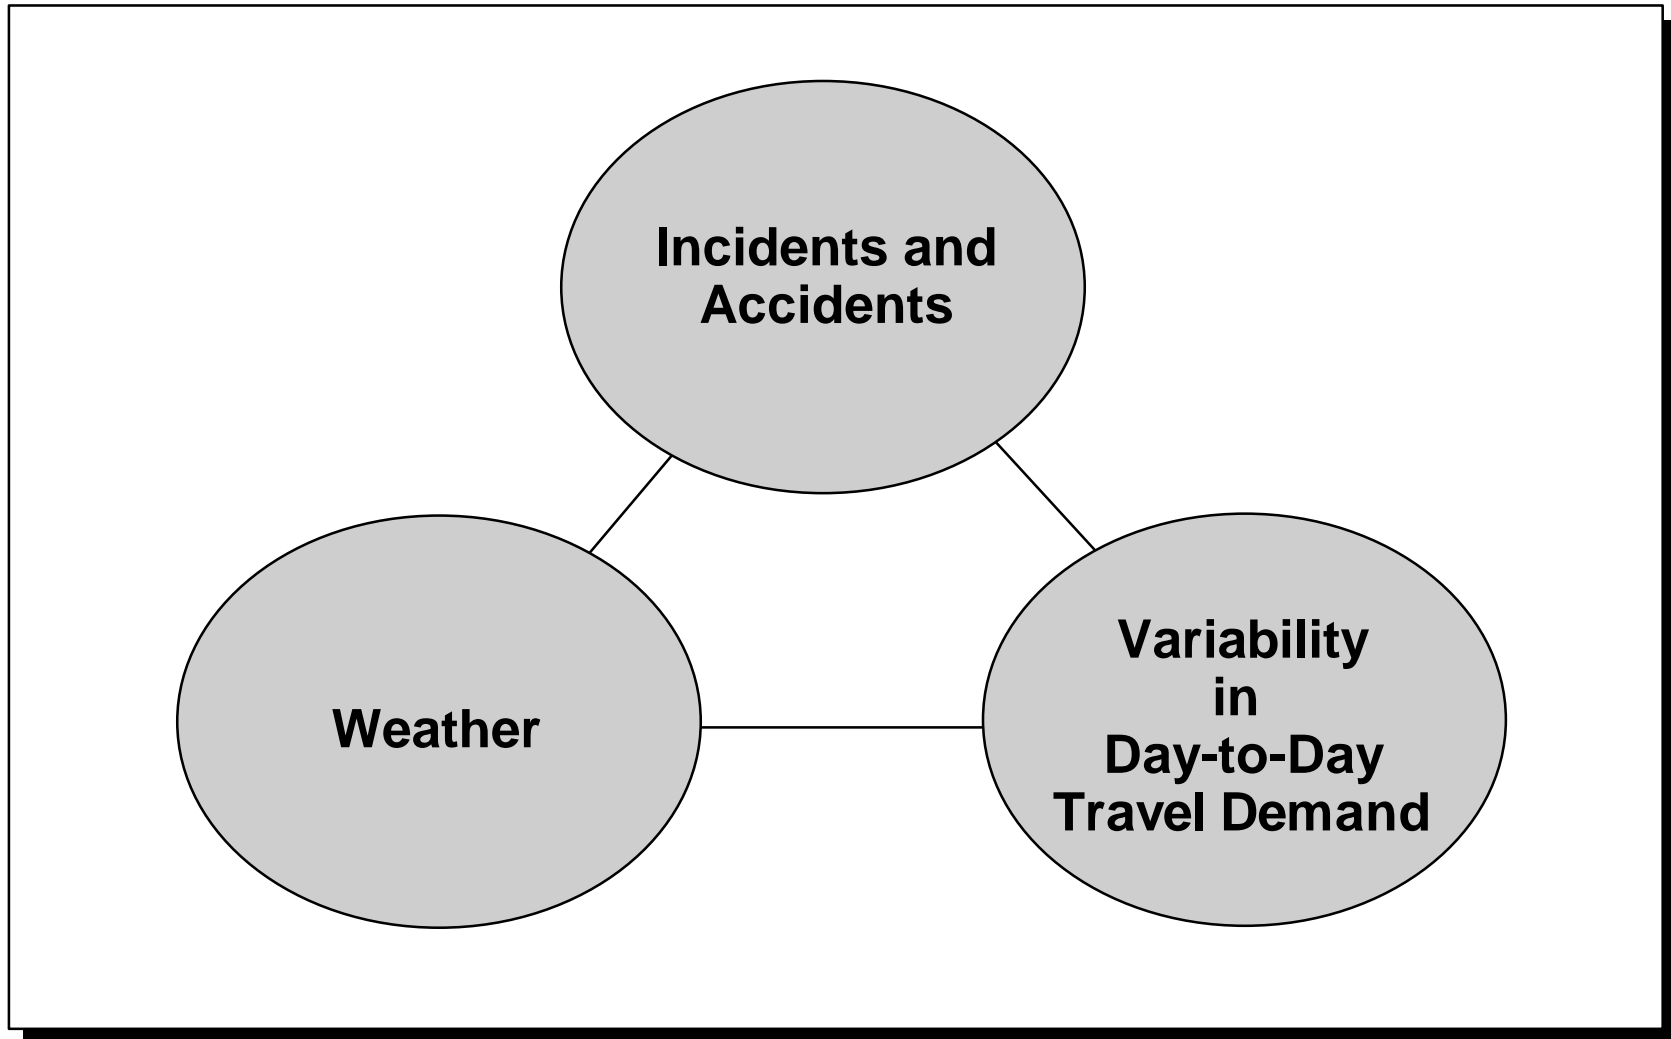 Incidents and
Accidents
Weather
Variability
in
Day-to-Day
Travel Demand